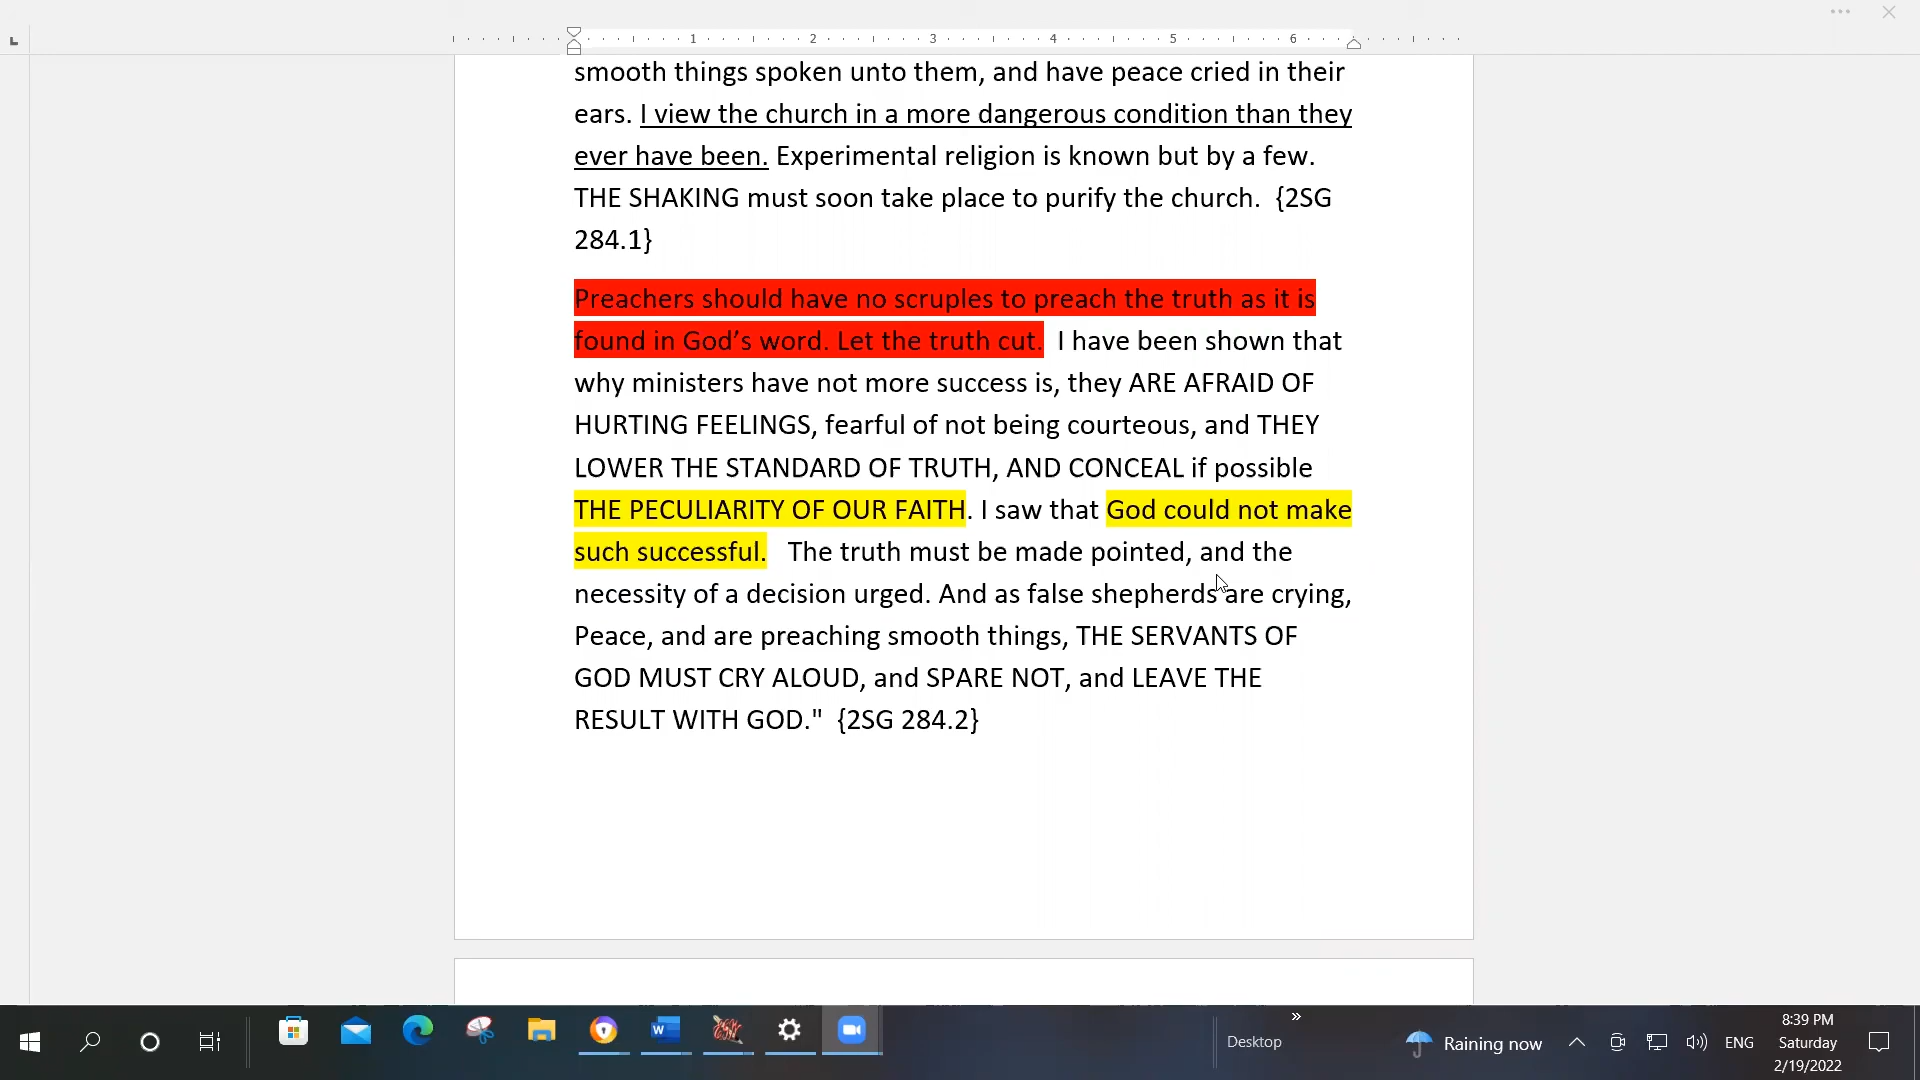 1 2 3 4 5 6
smooth things spoken unto them, and have peace cried in their
ears. I view the church in a more dangerous condition than they
ever have been. Experimental religion is known but by a few.
THE SHAKING must soon take place to purify the church.  {2SG
284.1}
Preachers should have no scruples to preach the truth as it is
found in God’s word. Let the truth cut.  I have been shown that
why ministers have not more success is, they ARE AFRAID OF
HURTING FEELINGS, fearful of not being courteous, and THEY
LOWER THE STANDARD OF TRUTH, AND CONCEAL if possible
THE PECULIARITY OF OUR FAITH. I saw that God could not make
such successful.   The truth must be made pointed, and the
necessity of a decision urged. And as false shepherds are crying,
Peace, and are preaching smooth things, THE SERVANTS OF
GOD MUST CRY ALOUD, and SPARE NOT, and LEAVE THE
RESULT WITH GOD."  {2SG 284.2}
Desktop
»
Raining now
ENG
8:39 PM
Saturday
2/19/2022